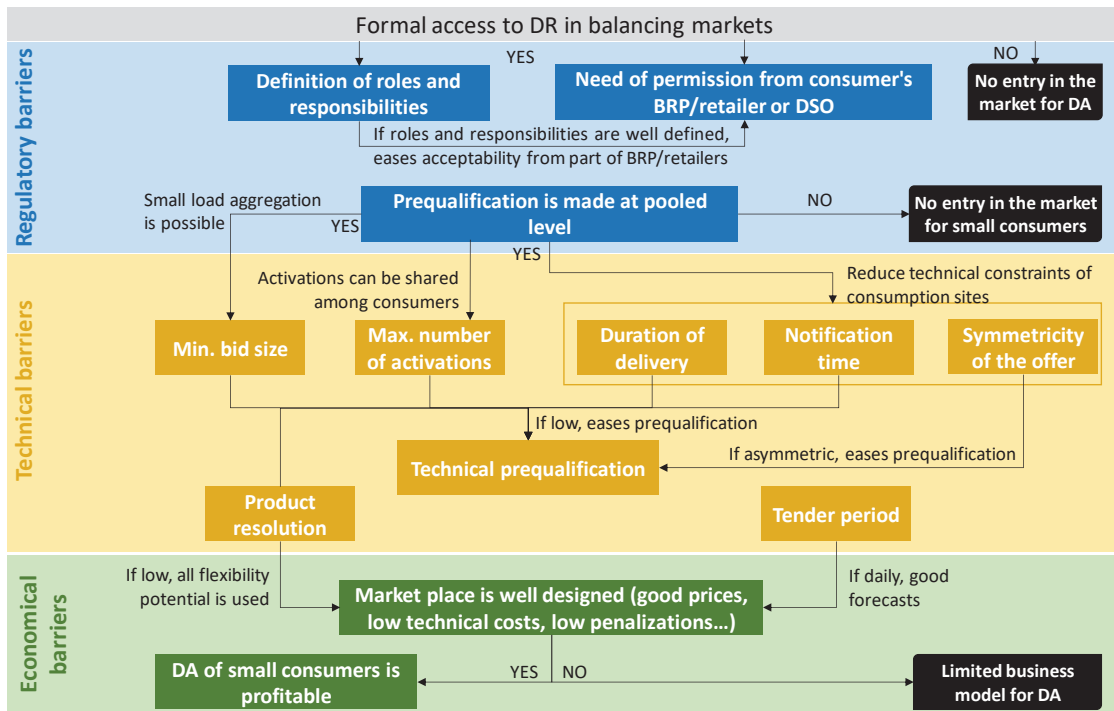 Formal access to DR in balancing markets
Regulatory barriers
YES
NO
Definition of roles and
responsibilities
Need of permission from consumer's
BRP/retailer or DSO
No entry in the
market for DA
If roles and responsibilities are well defined,
eases acceptability from part of BRP/retailers
Small load aggregation
is possible
YES
Prequalification is made at pooled
level
NO
No entry in the market
for small consumers
YES
Technical barriers
Activations can be shared
among consumers
Reduce technical constraints of
consumption sites
Min. bid size
Max. number
of activations
Duration of
delivery
Notification
time
Symmetricity
of the offer
If low, eases prequalification
Technical prequalification
If asymmetric, eases prequalification
Product
resolution
Tender period
Economical
barriers
If low, all flexibility
potential is used
Market place is well designed (good prices,
low technical costs, low penalizations...)
If daily, good
forecasts
DA of small consumers is
profitable
YES
NO
Limited business
model for DA